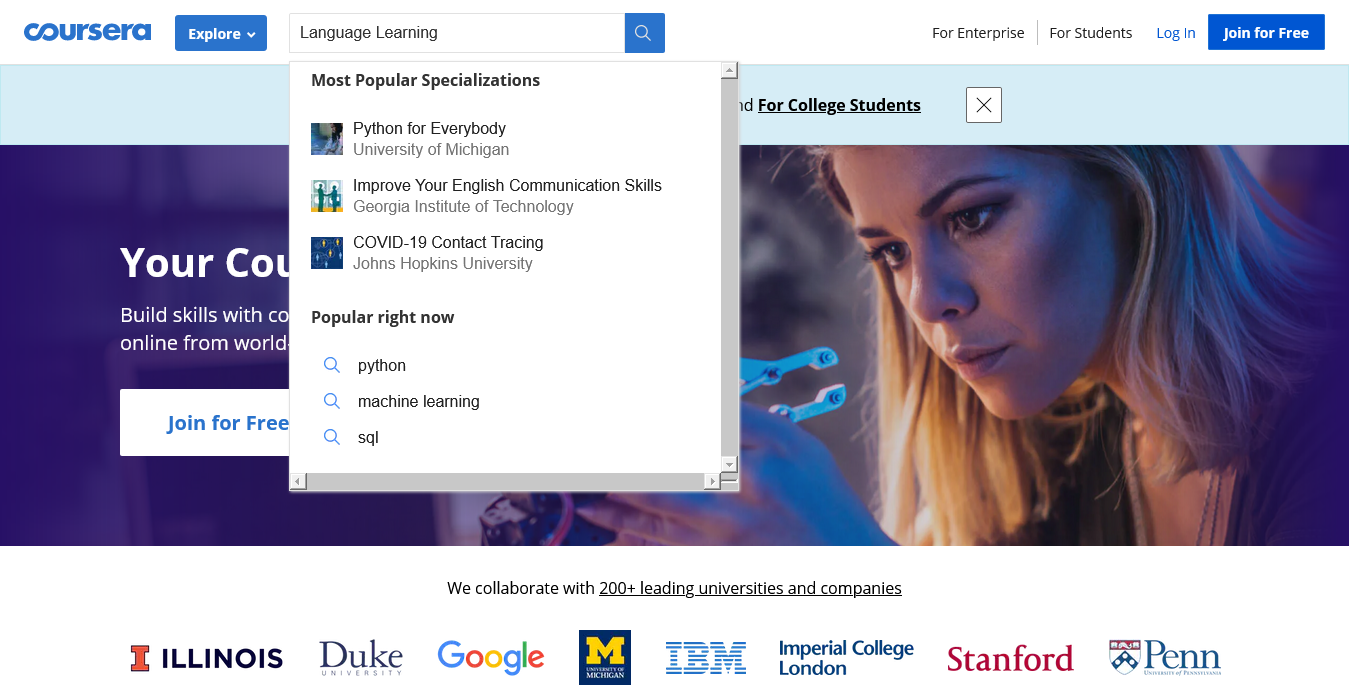 coursera
Explore
Language Learning
For Enterprise
For Students
Log In
Join for Free
Most Popular Specializations
Python for Everybody
University of Michigan
Improve Your English Communication Skills
Georgia Institute of Technology
COVID-19 Contact Tracing
Johns Hopkins University
Popular right now
python
machine learning
sql
For College Students
Your Cou
Build skills with co
online from world-
Join for Free
We collaborate with 200+ leading universities and companies
I ILLINOIS
Duke
UNIVERSITY
Google
M
UNIVERSITY OF
MICHIGAN
IBM
Imperial College
London
Stanford
Penn
UNIVERSITY OF PENNSYLVANIA